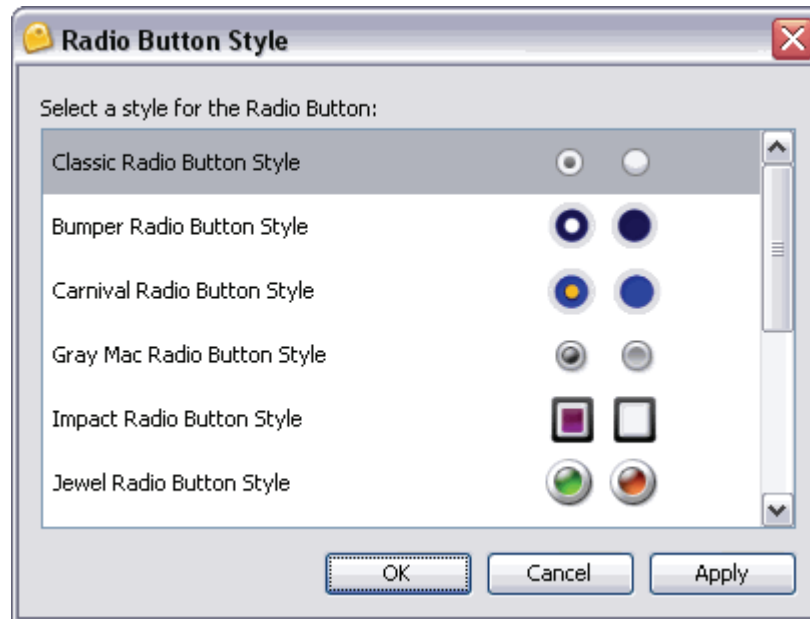 Radio Button Style
Select a style for the Radio Button:
Classic Radio Button Style
Bumper Radio Button Style
Carnival Radio Button Style
Gray Mac Radio Button Style
Impact Radio Button Style
Jewel Radio Button Style
OK Cancel Apply